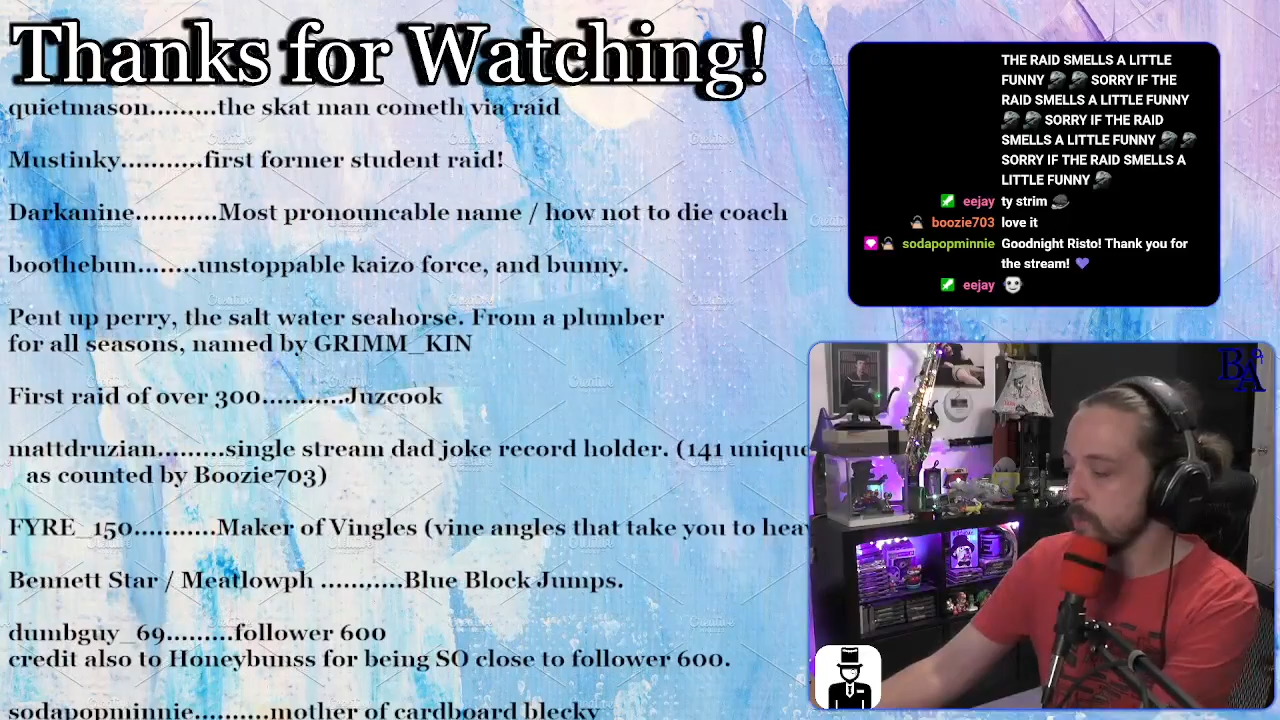 Thanks for Watching!
quietmason.........the skat man cometh via raid
Mustinky...........first former student raid!
Darkanine...........Most pronouncable name / how not to die coach
boothebun........unstoppable kaizo force, and bunny.
Pent up perry, the salt water seahorse. From a plumber
for all seasons, named by GRIMM_KIN
First raid of over 300...........Juzcook
mattdruzian.........single stream dad joke record holder. (141 unique
as counted by Boozie703)
FYRE_150...........Maker of Vingles (vine angles that take you to heav
Bennett Star / Meatlowph ...........Blue Block Jumps.
dumbguy_69.........follower 600
credit also to Honeybunss for being SO close to follower 600.
sodapopminnie..........mother of cardboard blecky
THE RAID SMELLS A LITTLE
FUNNY SORRY IF THE
RAID SMELLS A LITTLE FUNNY
SORRY IF THE RAID
SMELLS A LITTLE FUNNY
SORRY IF THE RAID SMELLS A
LITTLE FUNNY
eejay ty strim
boozie703 love it
sodapopminnie Goodnight Risto! Thank you for
the stream! 💜
eejay